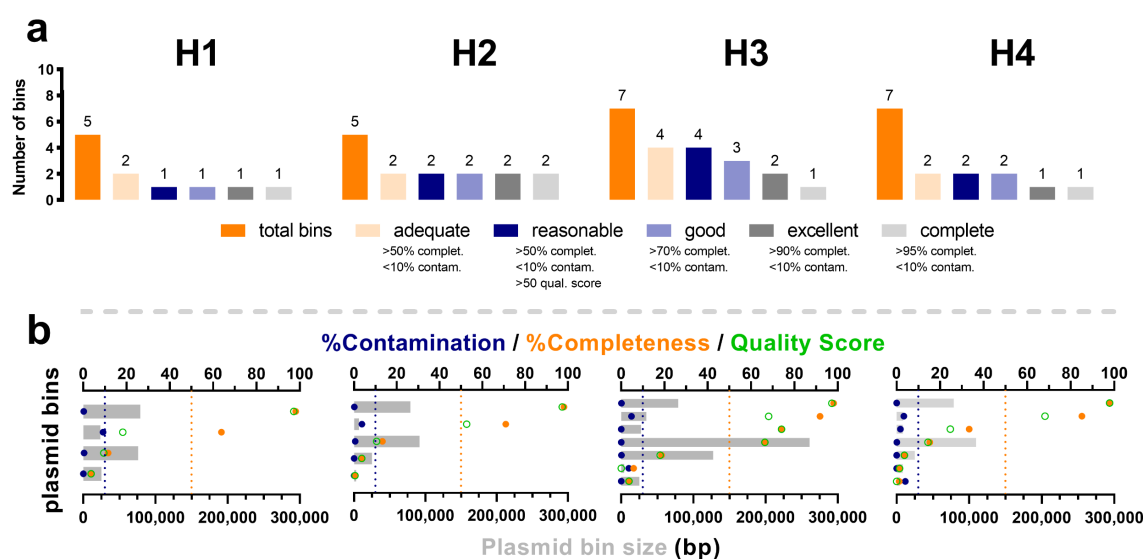 a
H1 H2 H3 H4
Number of bins
10
8
6
4
2
0
5 2 1 1 1 1
5 2 2 2 2 2
7 4 4 3 2 1
7 2 2 2 1 1
total bins adequate reasonable good excellent complete
>50% complet. >50% complet. >70% complet. >90% complet. >95% complet.
<10% contam. <10% contam. <10% contam. <10% contam. <10% contam.
>50 qual. score
b
%Contamination / %Completeness / Quality Score
0 20 40 60 80 100 0 20 40 60 80 100 0 20 40 60 80 100 0 20 40 60 80 100
plasmid bins
0 100,000 200,000 300,000 0 100,000 200,000 300,000 0 100,000 200,000 300,000 0 100,000 200,000 300,000
Plasmid bin size (bp)